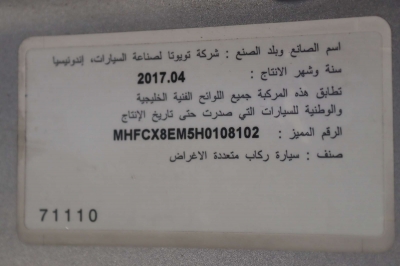 اسم الصانع وبلد الصنع : شركة تويوتا لصناعة السيارات، إندونيسيا
سنة وشهر الانتاج : 2017.04
تطابق هذه المركبة جميع اللوائح الفنية الخليجية
والوطنية للسيارات التي صدرت حتى تاريخ الإنتاج
الرقم المميز : MHFCX8EM5H0108102
صنف : سيارة ركاب متعددة الاغراض
71110